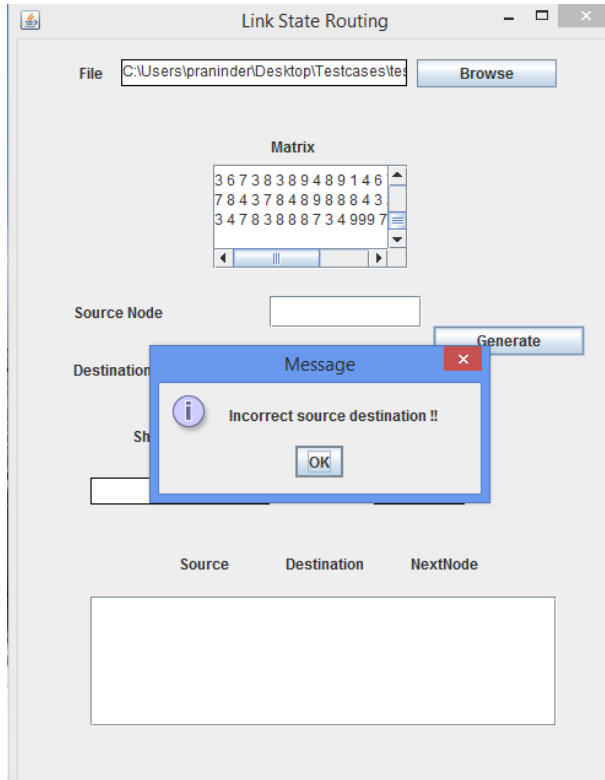 Link State Routing
File C:\Users\praninder\Desktop\Testcases\tes Browse
Matrix
3 6 7 3 8 3 8 9 4 8 9 1 4 6
7 8 4 3 7 8 4 8 9 8 8 8 4 3
3 4 7 8 3 8 8 8 7 3 4 999 7
Source Node
Generate
Destination
Message
Incorrect source destination !!
OK
Sh
Source Destination NextNode